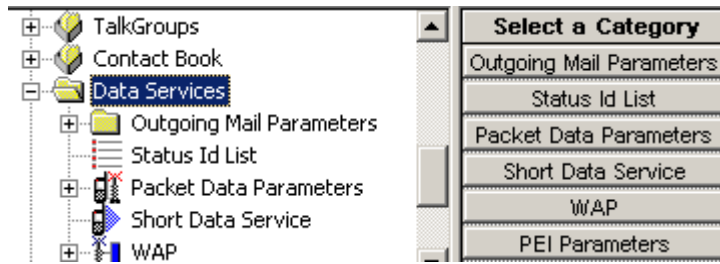 TalkGroups
Contact Book
Data Services
Outgoing Mail Parameters
Status Id List
Packet Data Parameters
Short Data Service
WAP
Select a Category
Outgoing Mail Parameters
Status Id List
Packet Data Parameters
Short Data Service
WAP
PEI Parameters